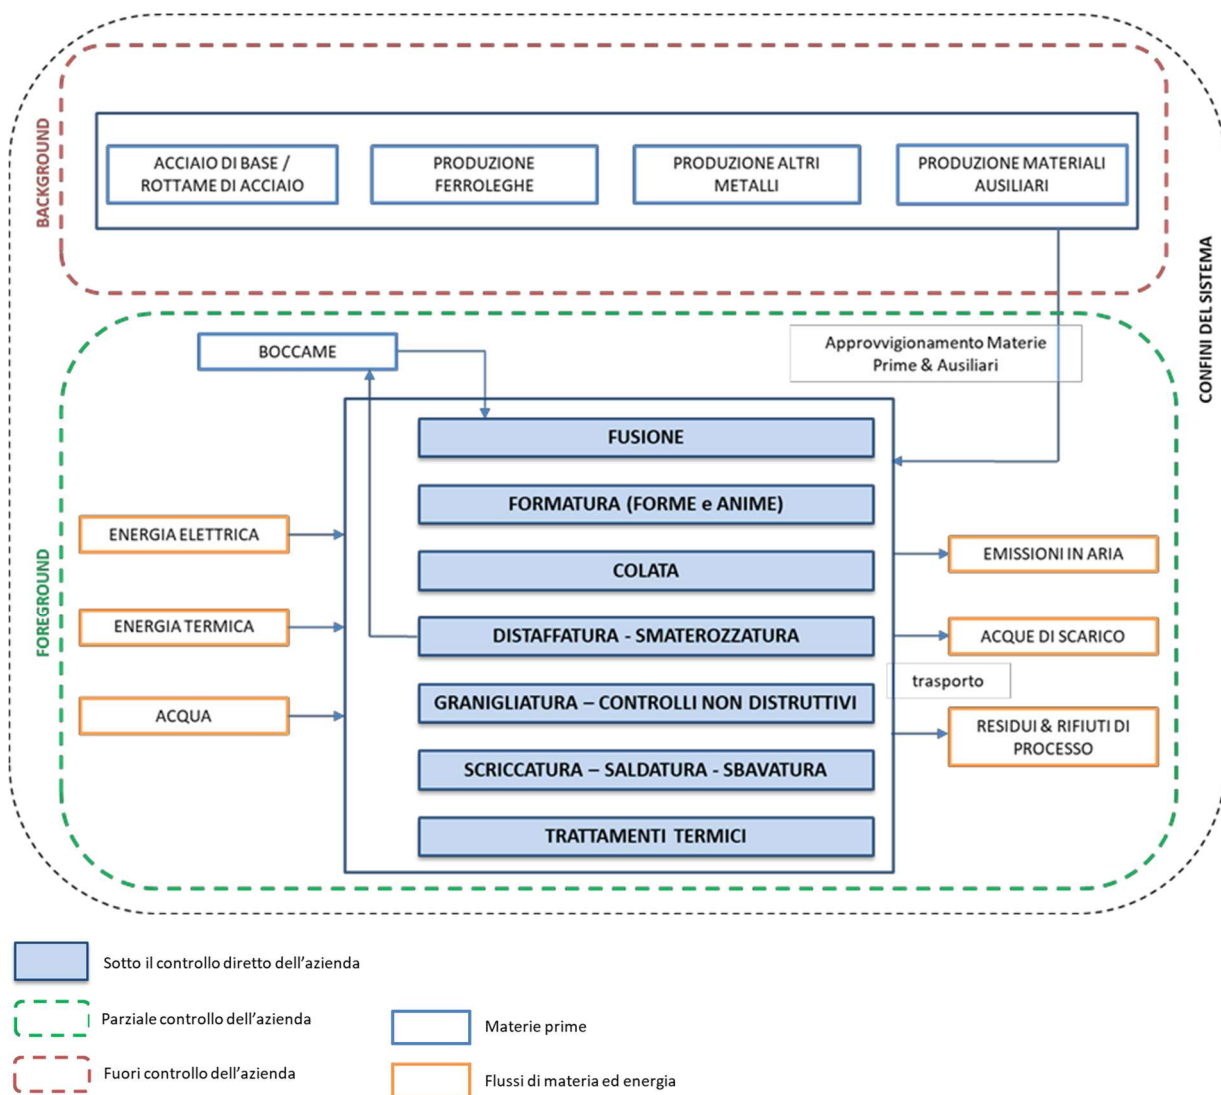 BACKGROUND
ACCIAIO DI BASE /
ROTTAME DI ACCIAIO
PRODUZIONE
FERROLEGHE
PRODUZIONE ALTRI
METALLI
PRODUZIONE MATERIALI
AUSILIARI
CONFINI DEL SISTEMA
FOREGROUND
BOCCAME
Approvvigionamento Materie
Prime & Ausiliari
FUSIONE
FORMATURA (FORME e ANIME)
COLATA
DISTAFFATURA - SMATEROZZATURA
GRANIGLIATURA – CONTROLLI NON DISTRUTTIVI
SCRICCATURA – SALDATURA - SBAVATURA
TRATTAMENTI TERMICI
ENERGIA ELETTRICA
ENERGIA TERMICA
ACQUA
EMISSIONI IN ARIA
ACQUE DI SCARICO
trasporto
RESIDUI & RIFIUTI DI
PROCESSO
Sotto il controllo diretto dell’azienda
Parziale controllo dell’azienda
Fuori controllo dell’azienda
Materie prime
Flussi di materia ed energia